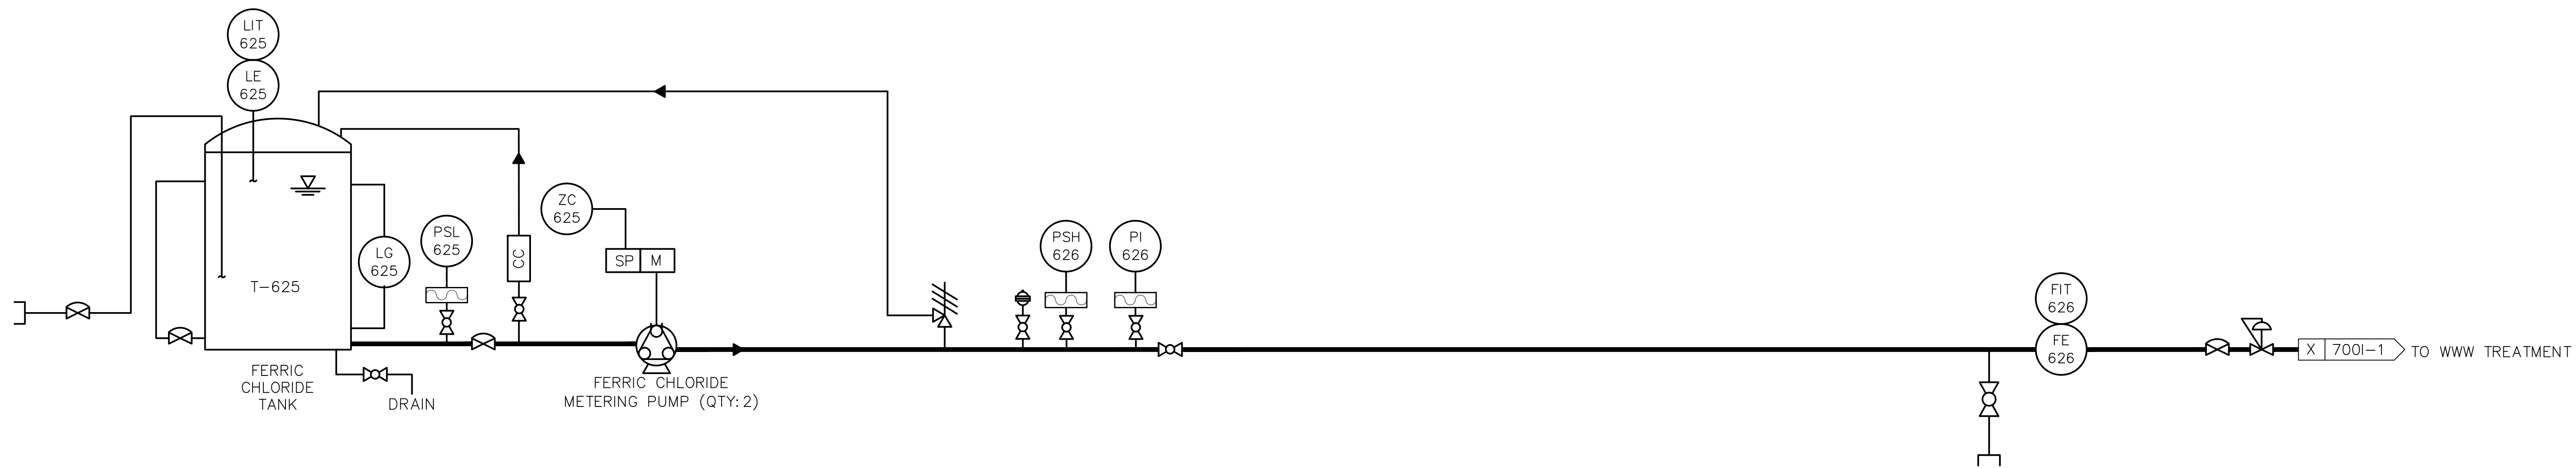 LIT
625
LE
625
T-625
LG
625
PSL
625
CC
ZC
625
SP M
PSH
626
PI
626
FIT
626
FE
626
X 7001-1 TO WWW TREATMENT
FERRIC
CHLORIDE
TANK
DRAIN
FERRIC CHLORIDE
METERING PUMP (QTY: 2)